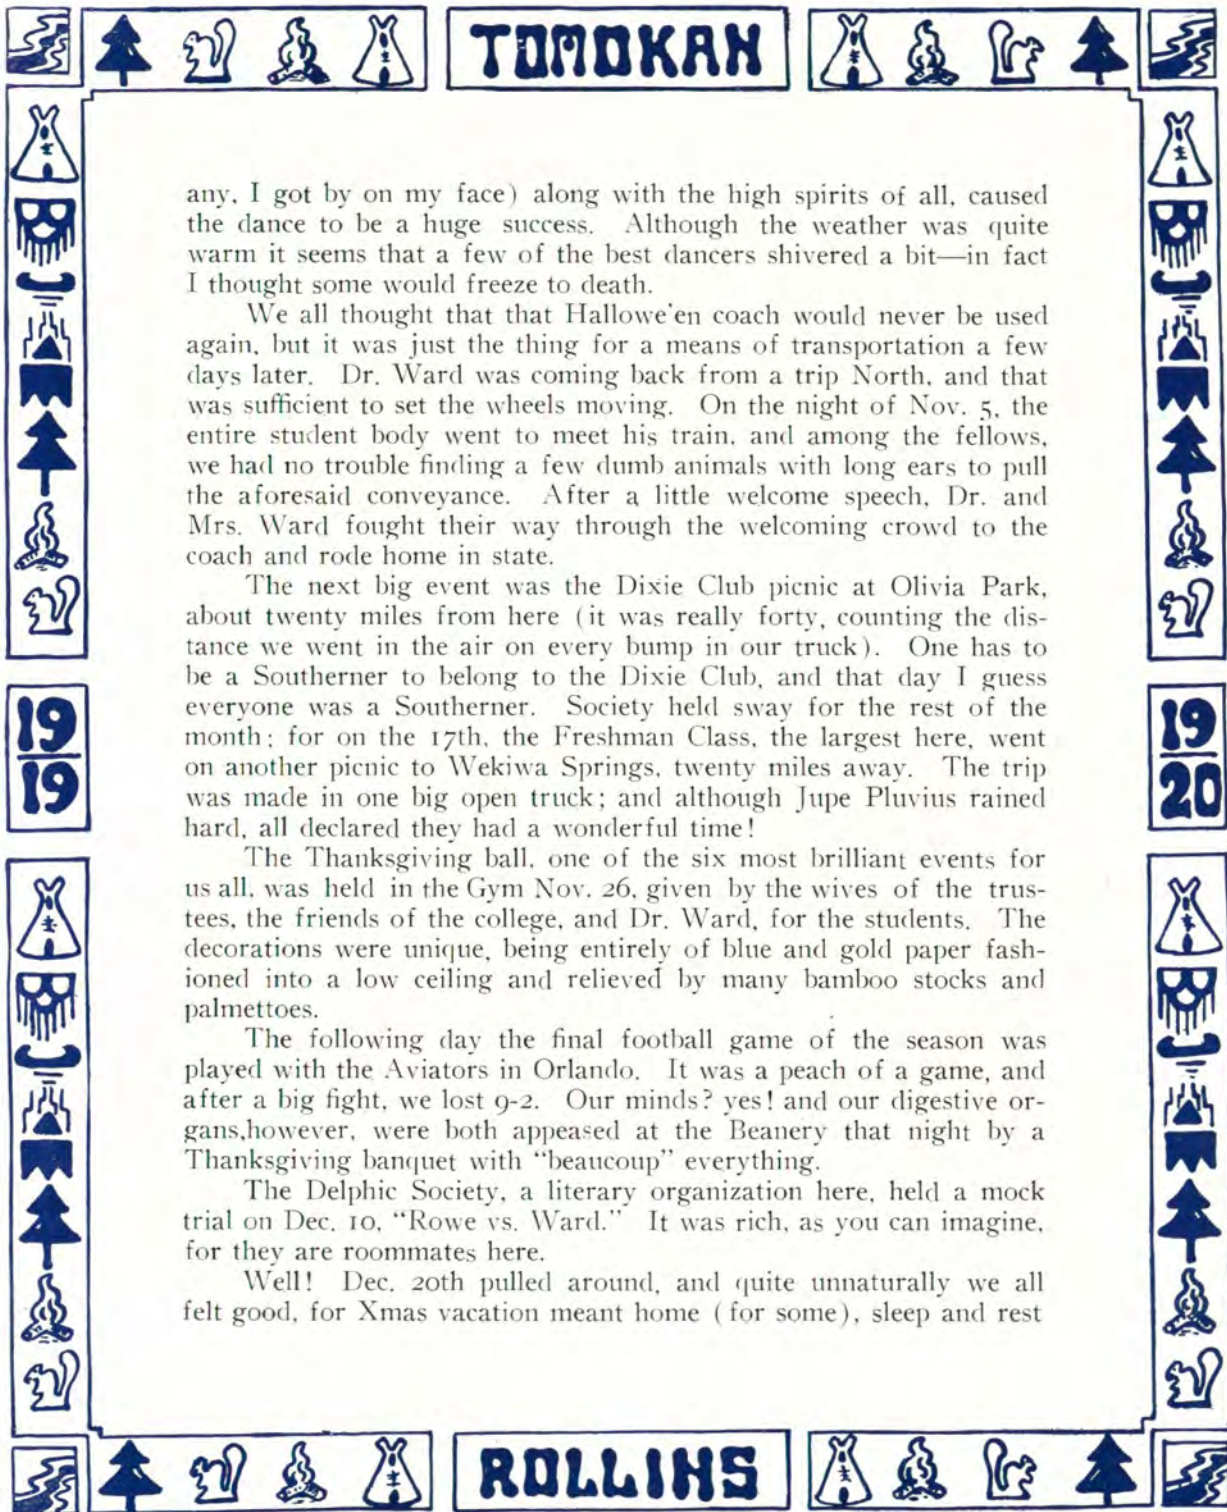 TOMOKAN
any, I got by on my face) along with the high spirits of all, caused
the dance to be a huge success. Although the weather was quite
warm it seems that a few of the best dancers shivered a bit—in fact
I thought some would freeze to death.
We all thought that that Hallowe'en coach would never be used
again, but it was just the thing for a means of transportation a few
days later. Dr. Ward was coming back from a trip North, and that
was sufficient to set the wheels moving. On the night of Nov. 5, the
entire student body went to meet his train, and among the fellows,
we had no trouble finding a few dumb animals with long ears to pull
the aforesaid conveyance. After a little welcome speech, Dr. and
Mrs. Ward fought their way through the welcoming crowd to the
coach and rode home in state.
The next big event was the Dixie Club picnic at Olivia Park,
about twenty miles from here (it was really forty, counting the dis-
tance we went in the air on every bump in our truck). One has to
be a Southerner to belong to the Dixie Club, and that day I guess
everyone was a Southerner. Society held sway for the rest of the
month; for on the 17th, the Freshman Class, the largest here, went
on another picnic to Wekiwa Springs, twenty miles away. The trip
was made in one big open truck; and although Jupe Pluvius rained
hard, all declared they had a wonderful time!
The Thanksgiving ball, one of the six most brilliant events for
us all, was held in the Gym Nov. 26, given by the wives of the trus-
tees, the friends of the college, and Dr. Ward, for the students. The
decorations were unique, being entirely of blue and gold paper fash-
ioned into a low ceiling and relieved by many bamboo stocks and
palmettoes.
The following day the final football game of the season was
played with the Aviators in Orlando. It was a peach of a game, and
after a big fight, we lost 9-2. Our minds? yes! and our digestive or-
gans,however, were both appeased at the Beanery that night by a
Thanksgiving banquet with "beaucoup" everything.
The Delphic Society, a literary organization here, held a mock
trial on Dec. 10, "Rowe vs. Ward." It was rich, as you can imagine,
for they are roommates here.
Well! Dec. 20th pulled around, and quite unnaturally we all
felt good, for Xmas vacation meant home (for some), sleep and rest
19
19
19
20
ROLLINS